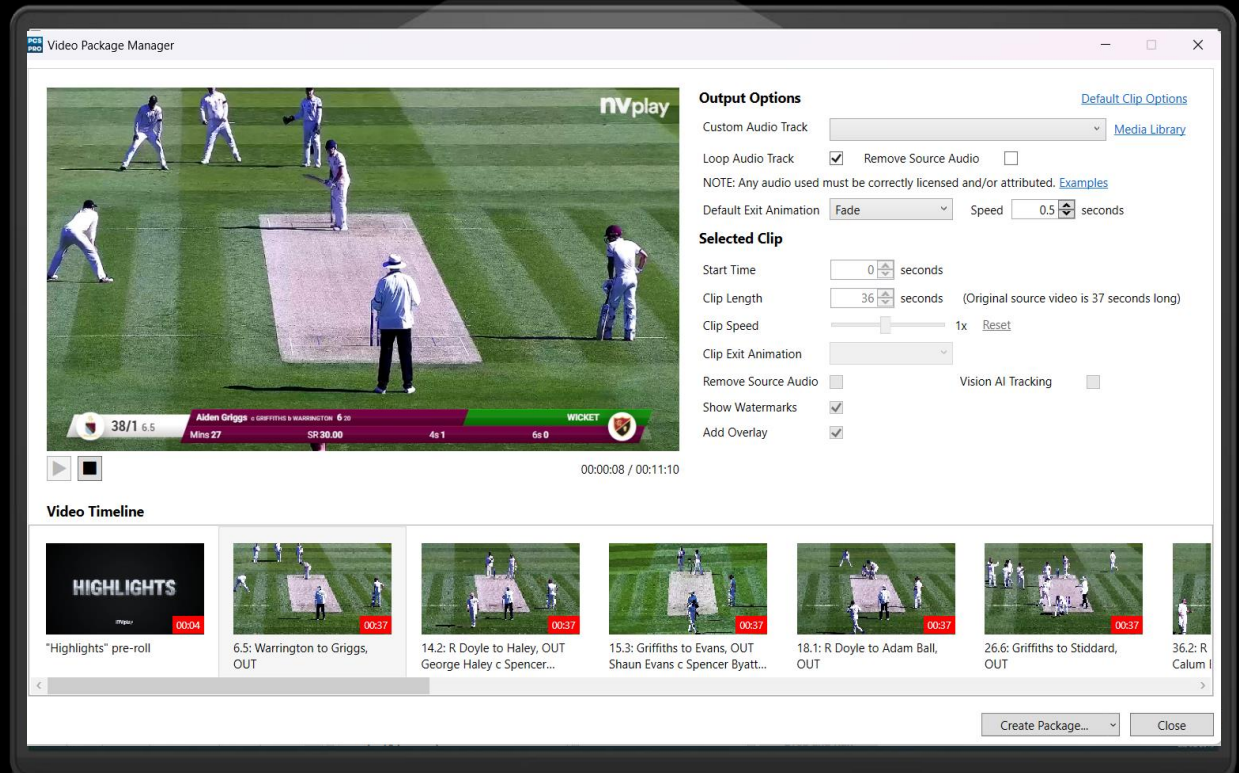 PCS PRO
Video Package Manager
nvplay
38/1 6.5
Aiden Griggs c GRIFFITHS b WARRINGTON 6 20 WICKET
Mins 27 SR 30.00 4s 1 6s 0
00:00:08 / 00:11:10
Output Options Default Clip Options
Custom Audio Track Media Library
Loop Audio Track Remove Source Audio
NOTE: Any audio used must be correctly licensed and/or attributed. Examples
Default Exit Animation Fade Speed 0.5 seconds
Selected Clip
Start Time 0 seconds
Clip Length 36 seconds (Original source video is 37 seconds long)
Clip Speed 1x Reset
Clip Exit Animation
Remove Source Audio Vision AI Tracking
Show Watermarks
Add Overlay
Video Timeline
HIGHLIGHTS
nvplay
00:04 00:37 00:37 00:37 00:37 00:37
"Highlights" pre-roll
6.5: Warrington to Griggs,
OUT
14.2: R Doyle to Haley, OUT
George Haley c Spencer...
15.3: Griffiths to Evans, OUT
Shaun Evans c Spencer Byatt...
18.1: R Doyle to Adam Ball,
OUT
26.6: Griffiths to Stiddard,
OUT
36.2: R
Calum
Create Package... Close